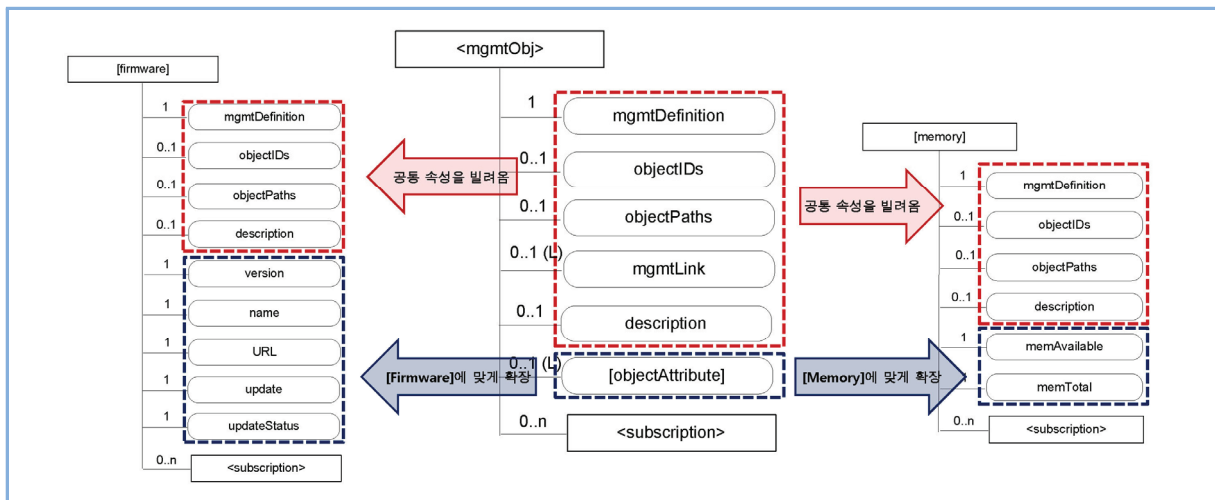 [firmware]
1
mgmtDefinition
0..1
objectIDs
0..1
objectPaths
0..1
description
1
version
1
name
1
URL
1
update
1
updateStatus
0..n
<subscription>
공통 속성을 빌려옴
[Firmware]에 맞게 확장
<mgmtObj>
1
mgmtDefinition
0..1
objectIDs
0..1
objectPaths
0..1 (L)
mgmtLink
0..1
description
0..1 (L)
[objectAttribute]
0..n
<subscription>
공통 속성을 빌려옴
[Memory]에 맞게 확장
[memory]
1
mgmtDefinition
0..1
objectIDs
0..1
objectPaths
0..1
description
1
memAvailable
memTotal
0..n
<subscription>